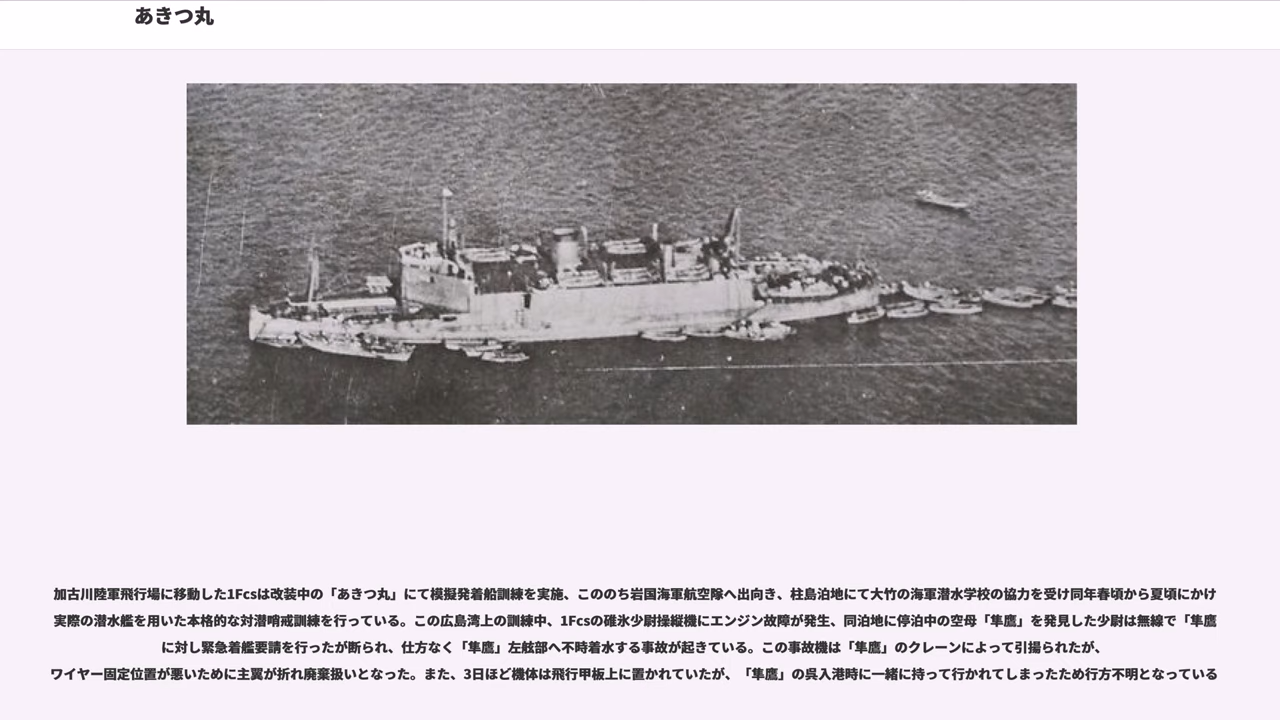 あきつ丸
加古川陸軍飛行場に移動した1Fcsは改装中の「あきつ丸」にて模擬発着船訓練を実施、こののち岩国海軍航空隊へ出向き、柱島泊地にて大竹の海軍潜水学校の協力を受け同年春頃から夏頃にかけ
実際の潜水艦を用いた本格的な対潜哨戒訓練を行っている。この広島湾上の訓練中、1Fcsの碓氷少尉操縦機にエンジン故障が発生、同泊地に停泊中の空母「隼鷹」を発見した少尉は無線で「隼鷹
に対し緊急着艦要請を行ったが断られ、仕方なく「隼鷹」左舷部へ不時着水する事故が起きている。この事故機は「隼鷹」のクレーンによって引揚られたが、
ワイヤー固定位置が悪いために主翼が折れ廃棄扱いとなった。また、3日ほど機体は飛行甲板上に置かれていたが、「隼鷹」の呉入港時に一緒に持って行かれてしまったため行方不明となっている